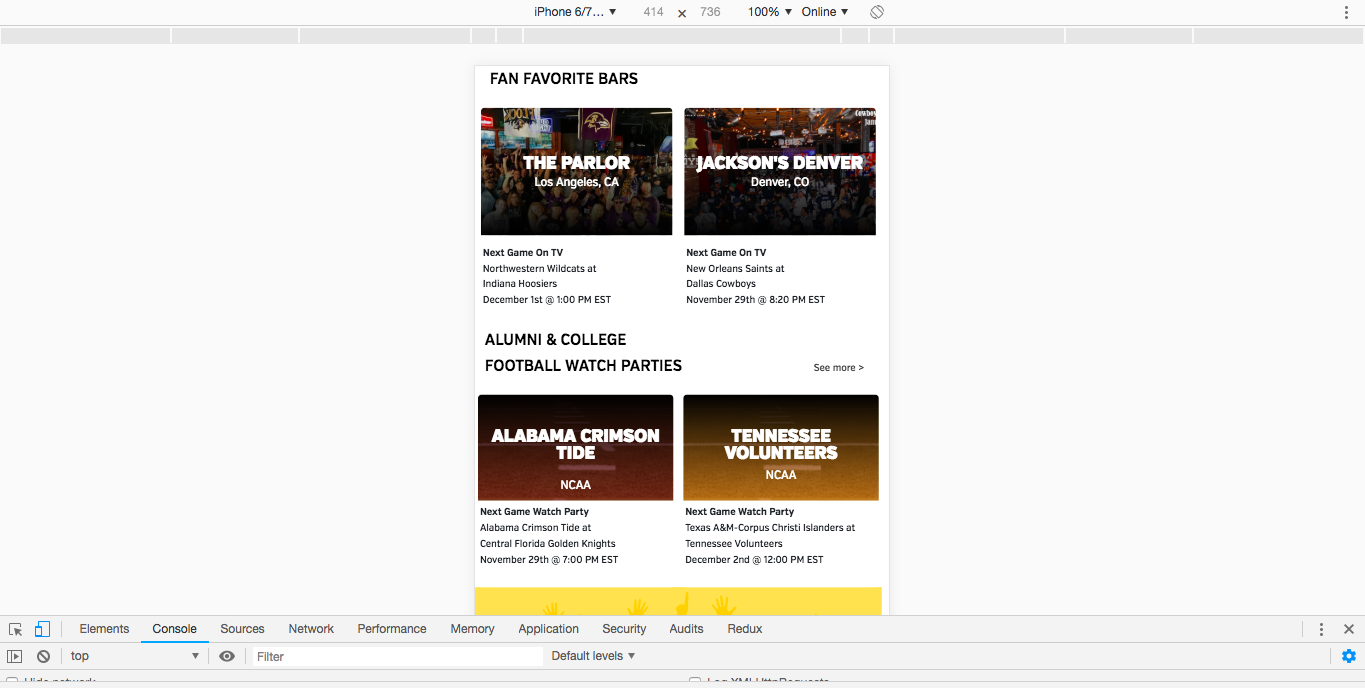 iPhone 6/7… ▼ 414 × 736 100% ▼ Online ▼
FAN FAVORITE BARS
THE PARLOR
Los Angeles, CA
JACKSON'S DENVER
Denver, CO
Next Game On TV
Northwestern Wildcats at
Indiana Hoosiers
December 1st @ 1:00 PM EST
Next Game On TV
New Orleans Saints at
Dallas Cowboys
November 29th @ 8:20 PM EST
ALUMNI & COLLEGE
FOOTBALL WATCH PARTIES
See more >
ALABAMA CRIMSON
TIDE
NCAA
TENNESSEE
VOLUNTEERS
NCAA
Next Game Watch Party
Alabama Crimson Tide at
Central Florida Golden Knights
November 29th @ 7:00 PM EST
Next Game Watch Party
Texas A&M-Corpus Christi Islanders at
Tennessee Volunteers
December 2nd @ 12:00 PM EST
Elements Console Sources Network Performance Memory Application Security Audits Redux
top ▼ Filter Default levels ▼
Hide network Log XMLHttpRequests